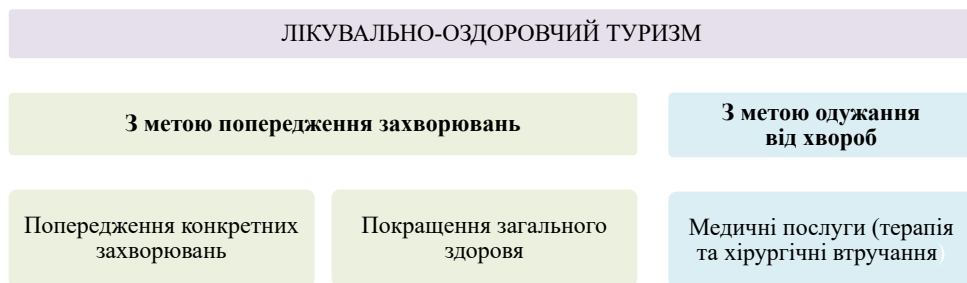 ЛІКУВАЛЬНО-ОЗДОРОВЧИЙ ТУРИЗМ
З метою попередження захворювань
З метою одужання
від хвороб
Попередження конкретних
захворювань
Покращення загального
здоровя
Медичні послуги (терапія
та хірургічні втручання)